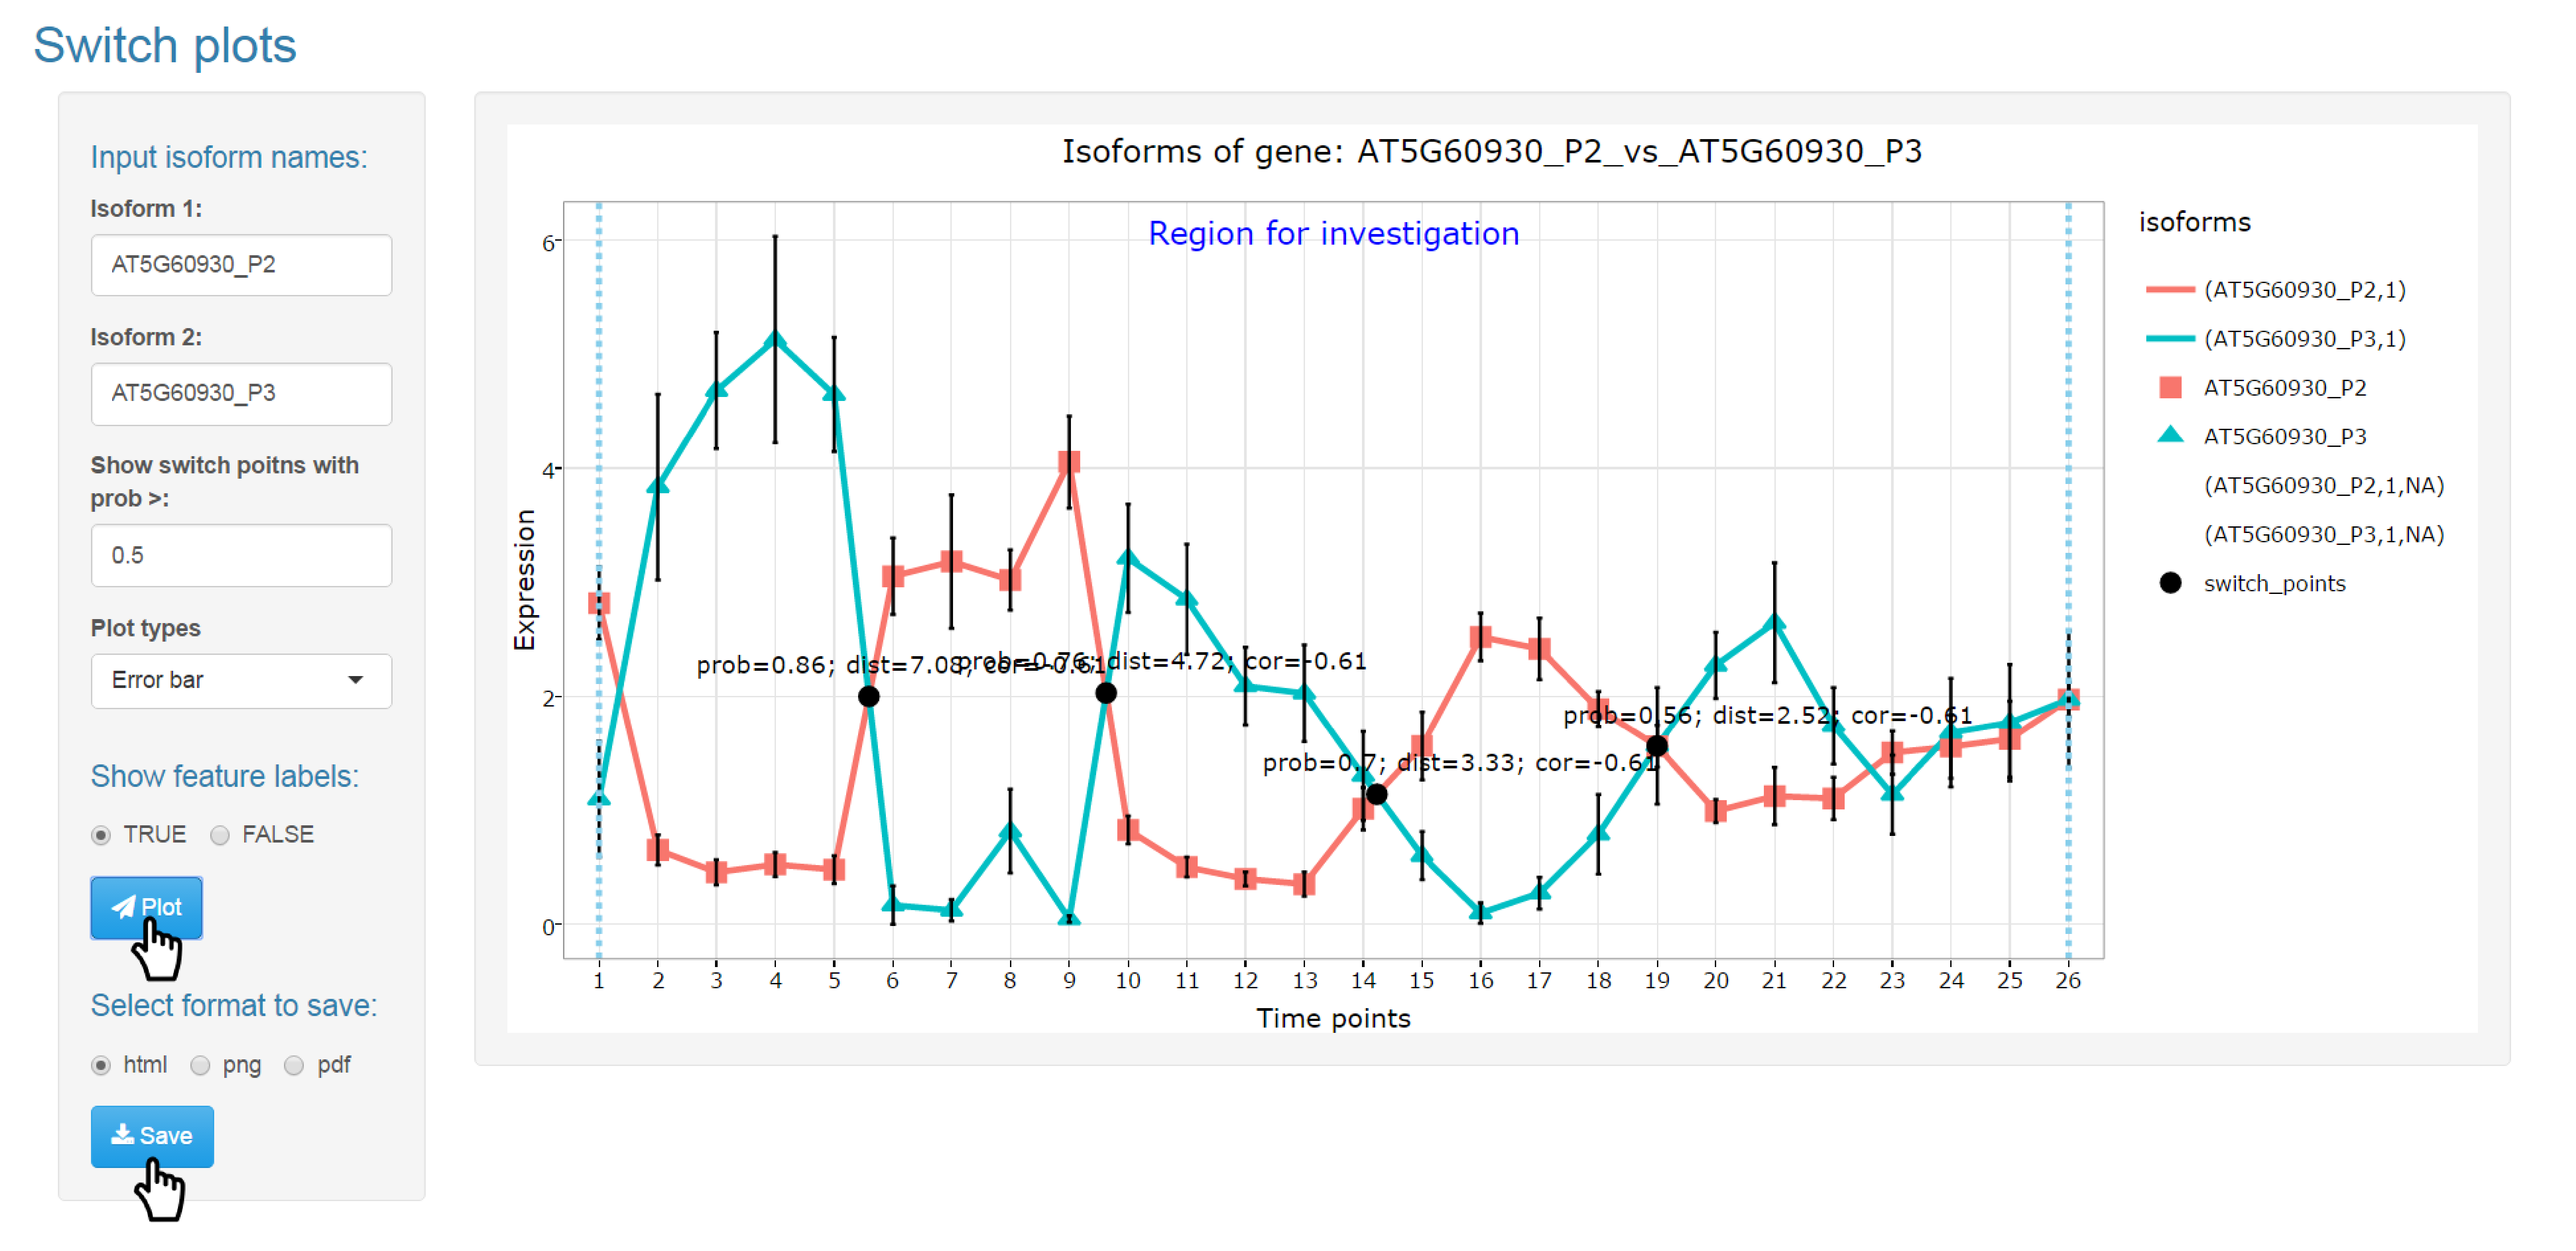 Switch plots
Input isoform names:
Isoform 1:
AT5G60930_P2
Isoform 2:
AT5G60930_P3
Show switch poitns with
prob >:
0.5
Plot types
Error bar
Show feature labels:
TRUE FALSE
Plot
Select format to save:
html png pdf
Save
Isoforms of gene: AT5G60930_P2_vs_AT5G60930_P3
Region for investigation
Expression
6
4
2
0
prob=0.86; dist=7.08; cor=-0.61
prob=0.76; dist=4.72; cor=-0.61
prob=0.7; dist=3.33; cor=-0.61
prob=0.56; dist=2.52; cor=-0.61
1 2 3 4 5 6 7 8 9 10 11 12 13 14 15 16 17 18 19 20 21 22 23 24 25 26
Time points
isoforms
(AT5G60930_P2,1)
(AT5G60930_P3,1)
AT5G60930_P2
AT5G60930_P3
(AT5G60930_P2,1,NA)
(AT5G60930_P3,1,NA)
switch_points